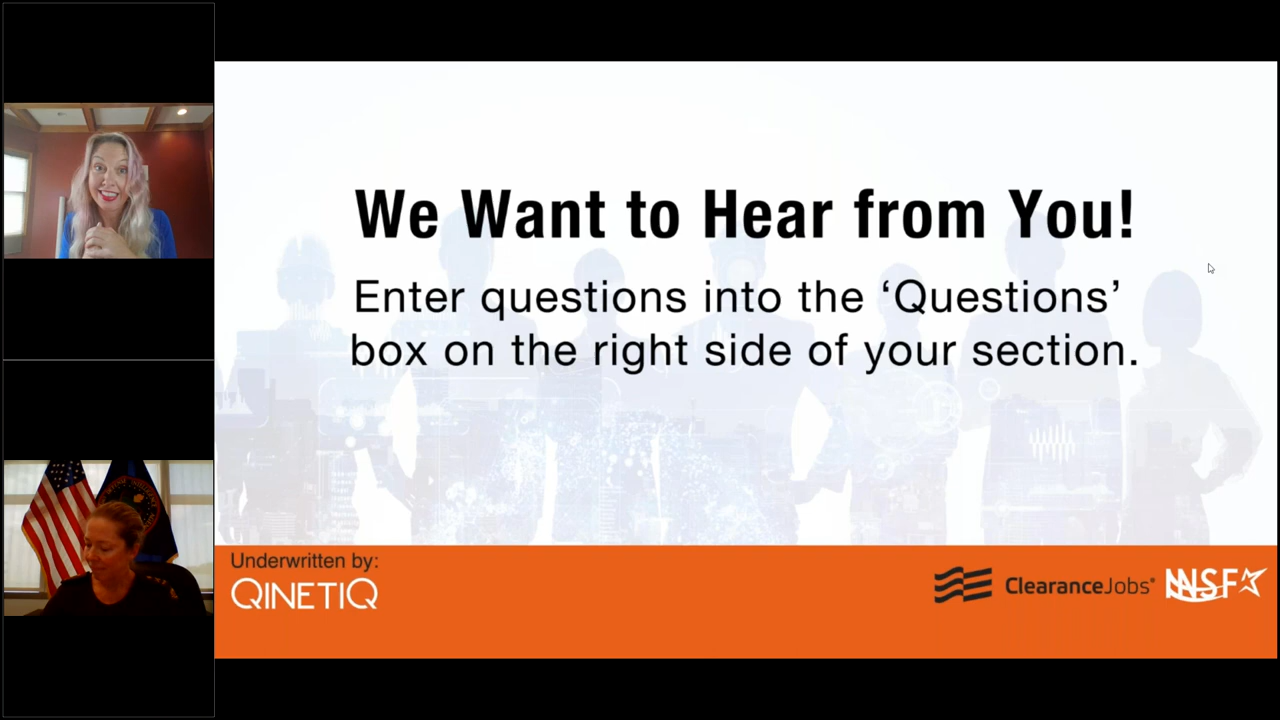 We Want to Hear from You!
Enter questions into the ‘Questions’
box on the right side of your section.
Underwritten by:
QINETIQ
ClearanceJobs®
NSF